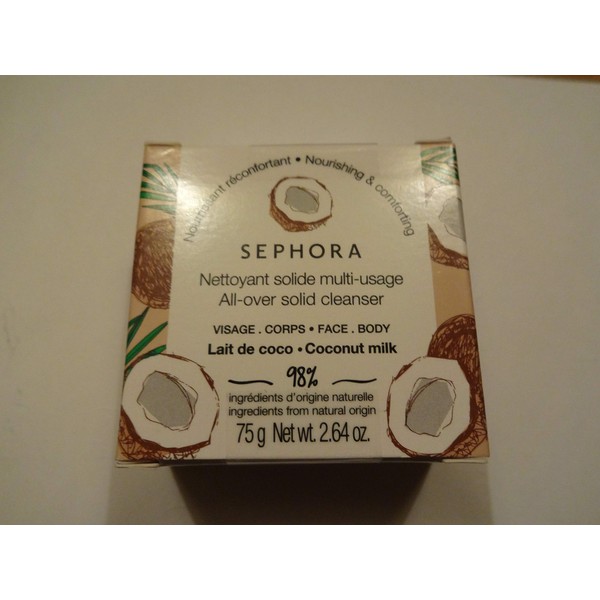 Nourrissant réconfortant • Nourishing & comforting
SEPHORA
Nettoyant solide multi-usage
All-over solid cleanser
VISAGE . CORPS • FACE . BODY
Lait de coco • Coconut milk
98%
ingrédients d'origine naturelle
ingredients from natural origin
75 g Net wt. 2.64 oz.